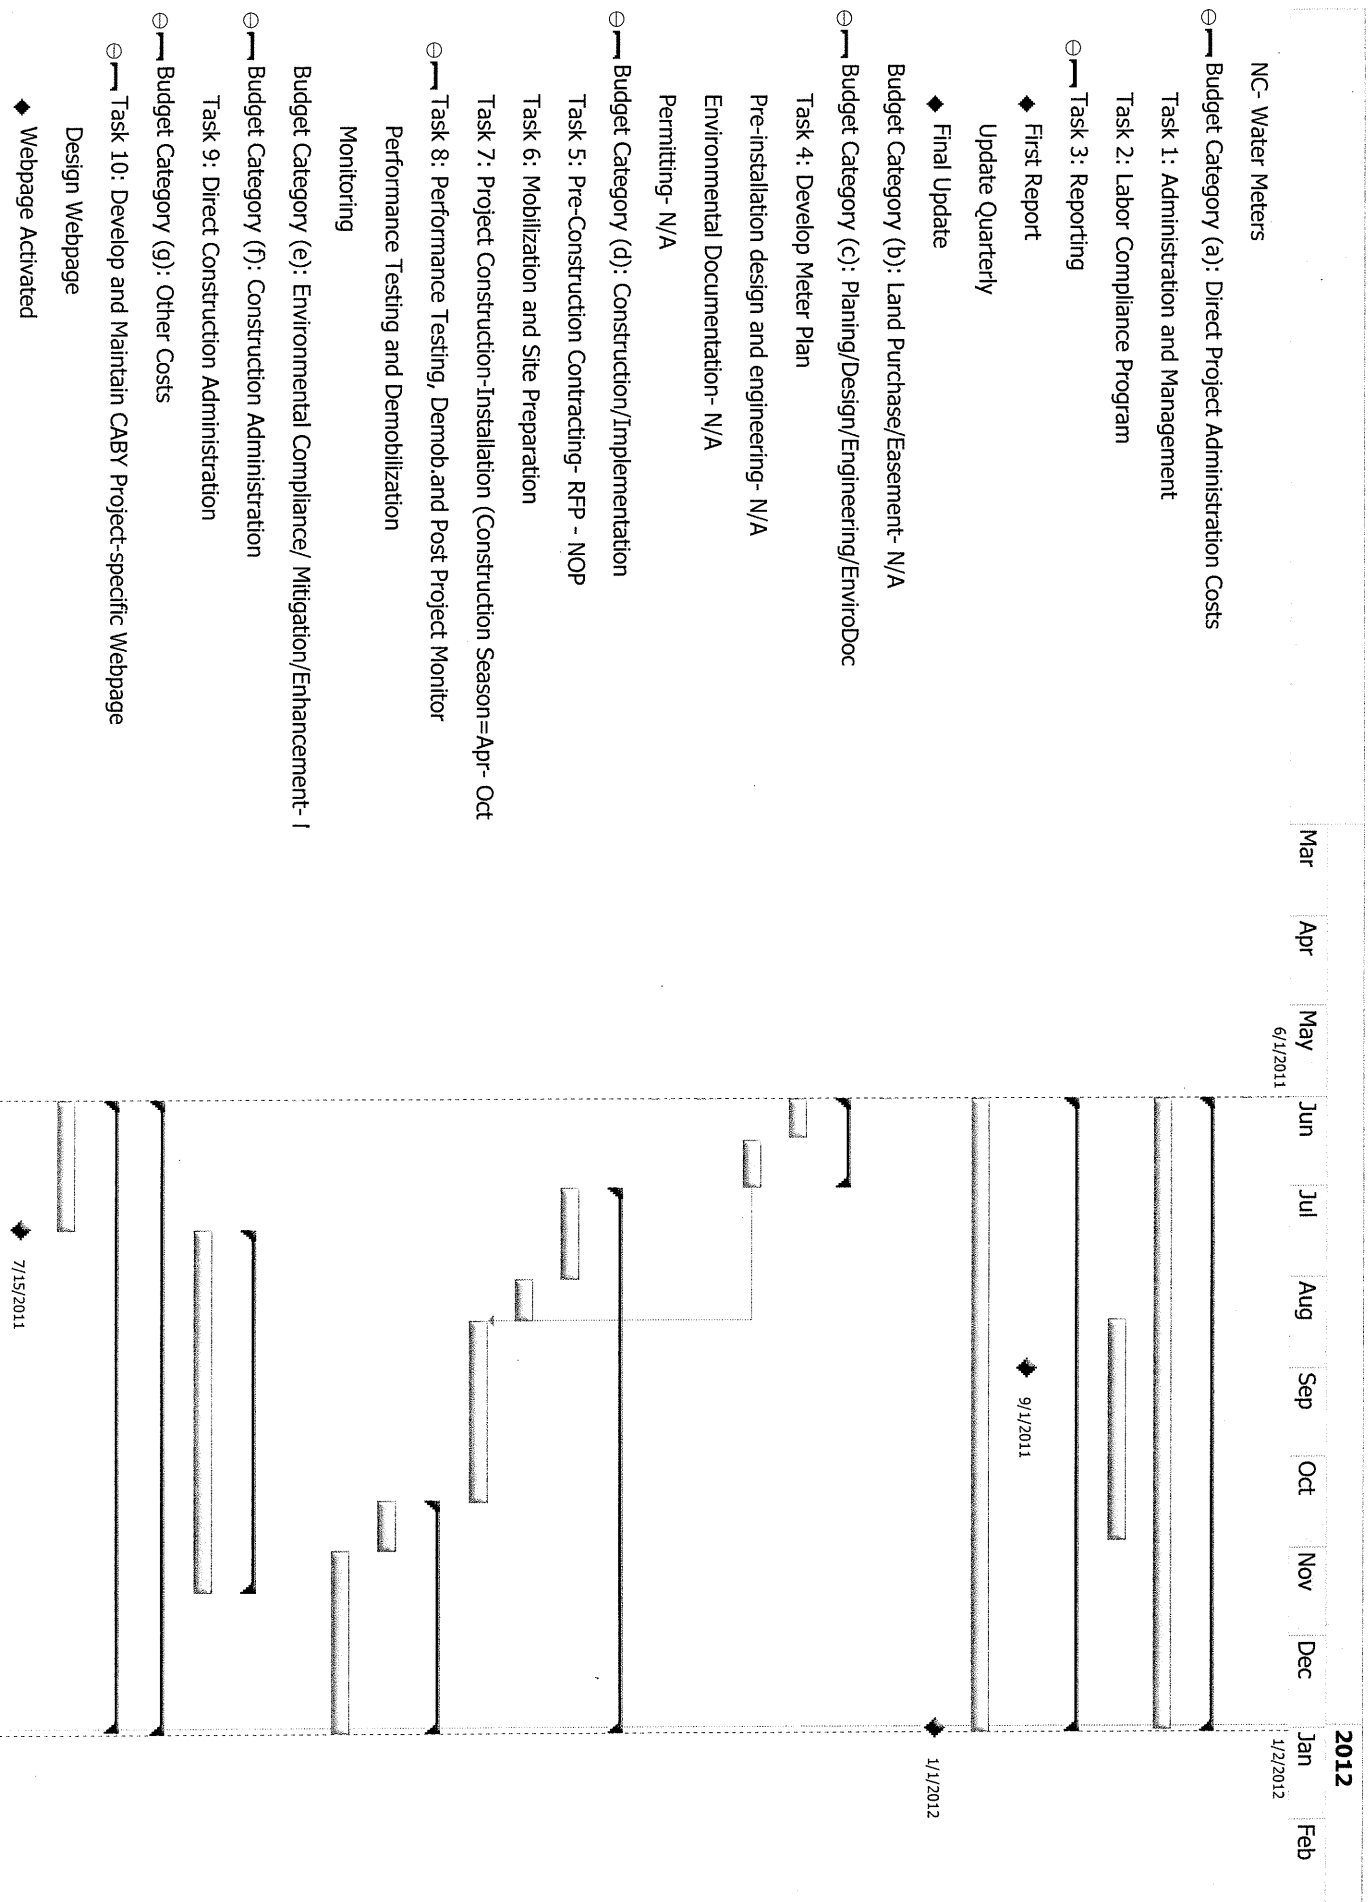 2012
Mar Apr May Jun Jul Aug Sep Oct Nov Dec Jan Feb
6/1/2011 1/2/2012
NC- Water Meters
Budget Category (a): Direct Project Administration Costs
Task 1: Administration and Management
Task 2: Labor Compliance Program
Task 3: Reporting
First Report 9/1/2011
Update Quarterly
Final Update 1/1/2012
Budget Category (b): Land Purchase/Easement- N/A
Budget Category (c): Planing/Design/Engineering/EnviroDoc
Task 4: Develop Meter Plan
Pre-installation design and engineering- N/A
Environmental Documentation- N/A
Permitting- N/A
Budget Category (d): Construction/Implementation
Task 5: Pre-Construction Contracting- RFP - NOP
Task 6: Mobilization and Site Preparation
Task 7: Project Construction-Installation (Construction Season=Apr- Oct
Task 8: Performance Testing, Demob.and Post Project Monitor
Performance Testing and Demobilization
Monitoring
Budget Category (e): Environmental Compliance/ Mitigation/Enhancement-
Budget Category (f): Construction Administration
Task 9: Direct Construction Administration
Budget Category (g): Other Costs
Task 10: Develop and Maintain CABY Project-specific Webpage
Design Webpage
Webpage Activated 7/15/2011